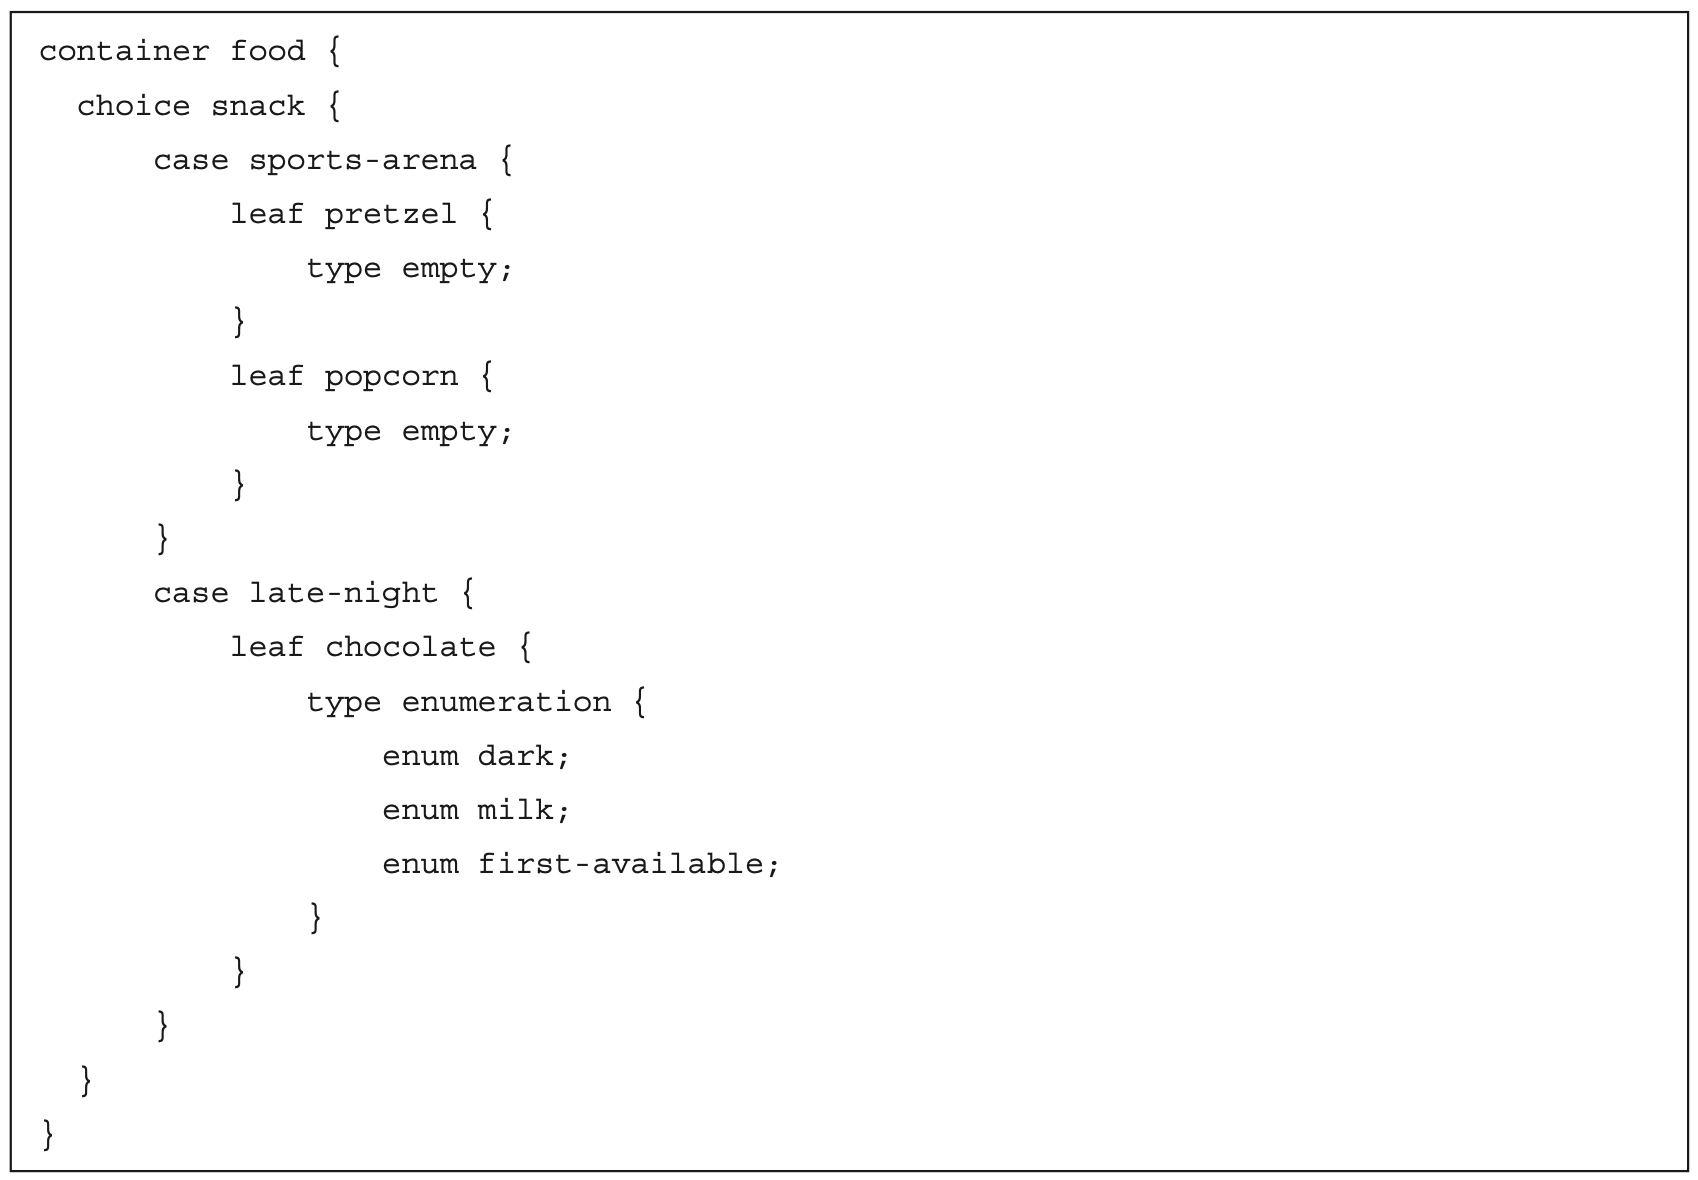 container food {
  choice snack {
      case sports-arena {
          leaf pretzel {
              type empty;
          }
          leaf popcorn {
              type empty;
          }
      }
      case late-night {
          leaf chocolate {
              type enumeration {
                  enum dark;
                  enum milk;
                  enum first-available;
              }
          }
      }
  }
}